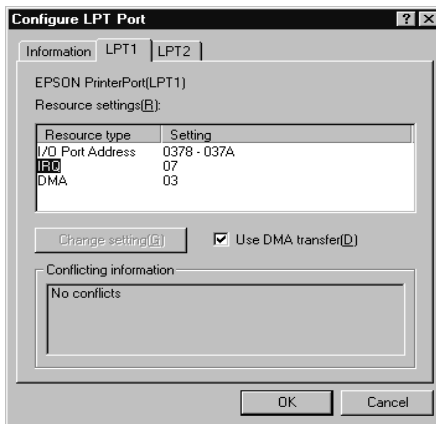 Configure LPT Port
Information LPT1 LPT2
EPSON PrinterPort(LPT1)
Resource settings(R):
Resource type Setting
I/O Port Address 0378 - 037A
IRQ 07
DMA 03
Change setting(G) Use DMA transfer(D)
Conflicting information
No conflicts
OK Cancel